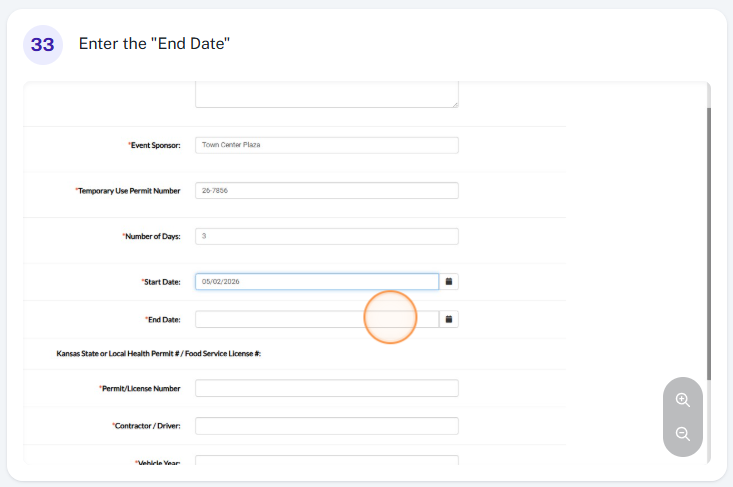 33 Enter the "End Date"
*Event Sponsor: Town Center Plaza
*Temporary Use Permit Number 26-7856
*Number of Days: 3
*Start Date: 05/02/2026
*End Date:
Kansas State or Local Health Permit # / Food Service License #:
*Permit/License Number
*Contractor / Driver:
*Vehicle Year: